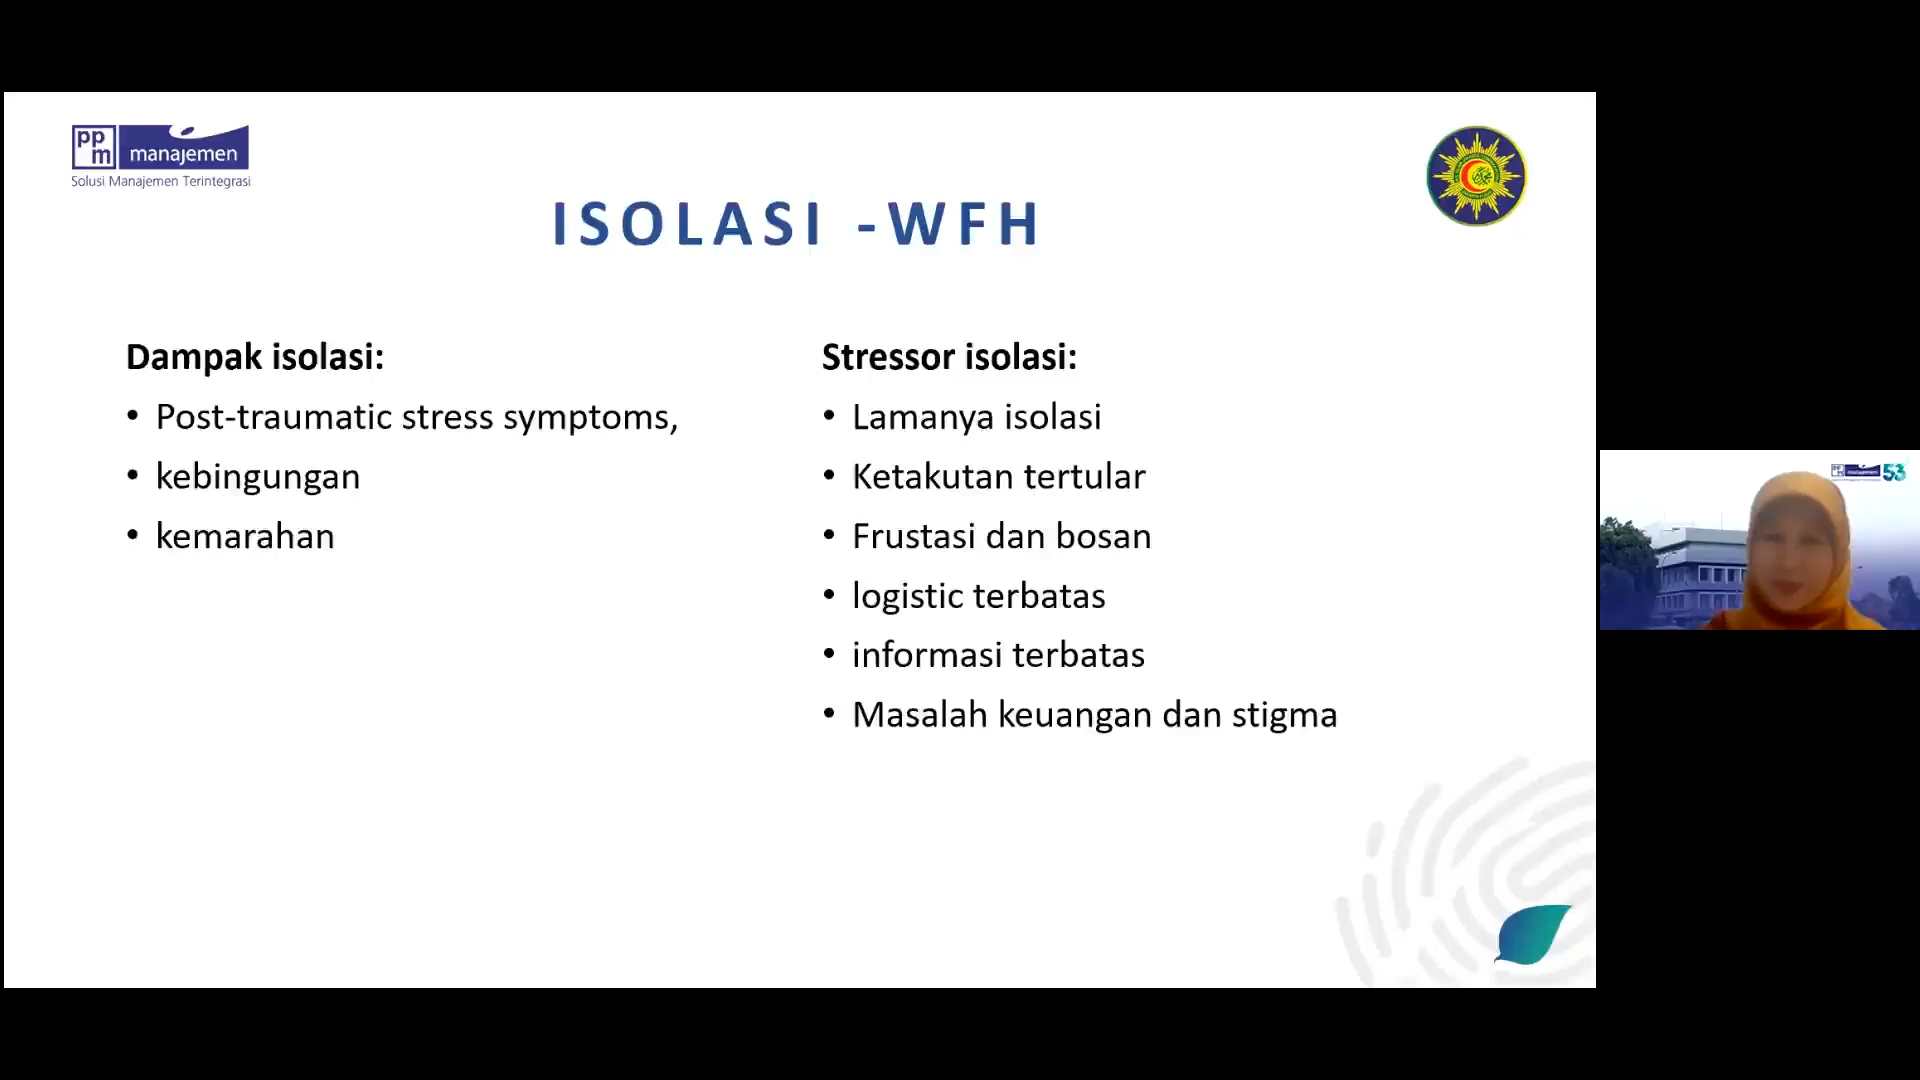 pp
m
manajemen
Solusi Manajemen Terintegrasi
ISOLASI -WFH
Dampak isolasi:
• Post-traumatic stress symptoms,
• kebingungan
• kemarahan
Stressor isolasi:
• Lamanya isolasi
• Ketakutan tertular
• Frustasi dan bosan
• logistic terbatas
• informasi terbatas
• Masalah keuangan dan stigma
53